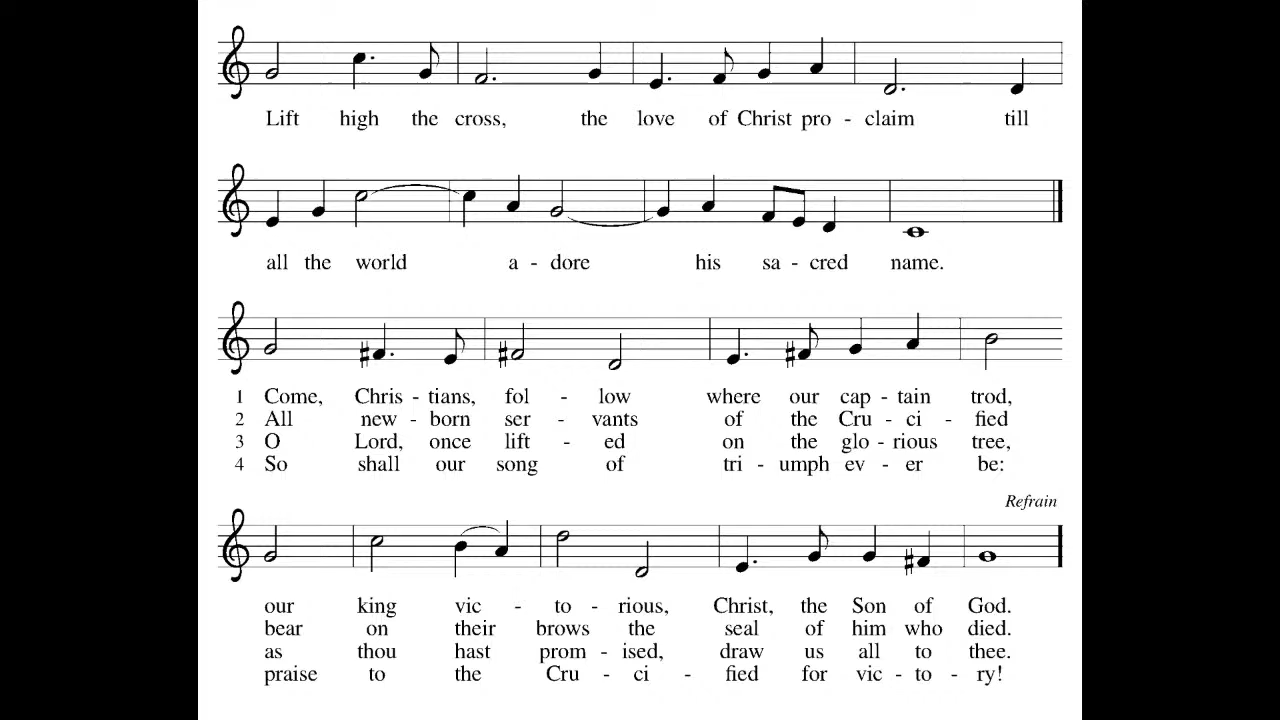 Lift high the cross, the love of Christ pro - claim till
all the world a - dore his sa - cred name.
1 Come, Chris - tians, fol - low where our cap - tain trod,
2 All new - born ser - vants of the Cru - ci - fied
3 O Lord, once lift - ed on the glo - rious tree,
4 So shall our song of tri - umph ev - er be:
Refrain
our king vic - to - rious, Christ, the Son of God.
bear on their brows the seal of him who died.
as thou hast prom - ised, draw us all to thee.
praise to the Cru - ci - fied for vic - to - ry!